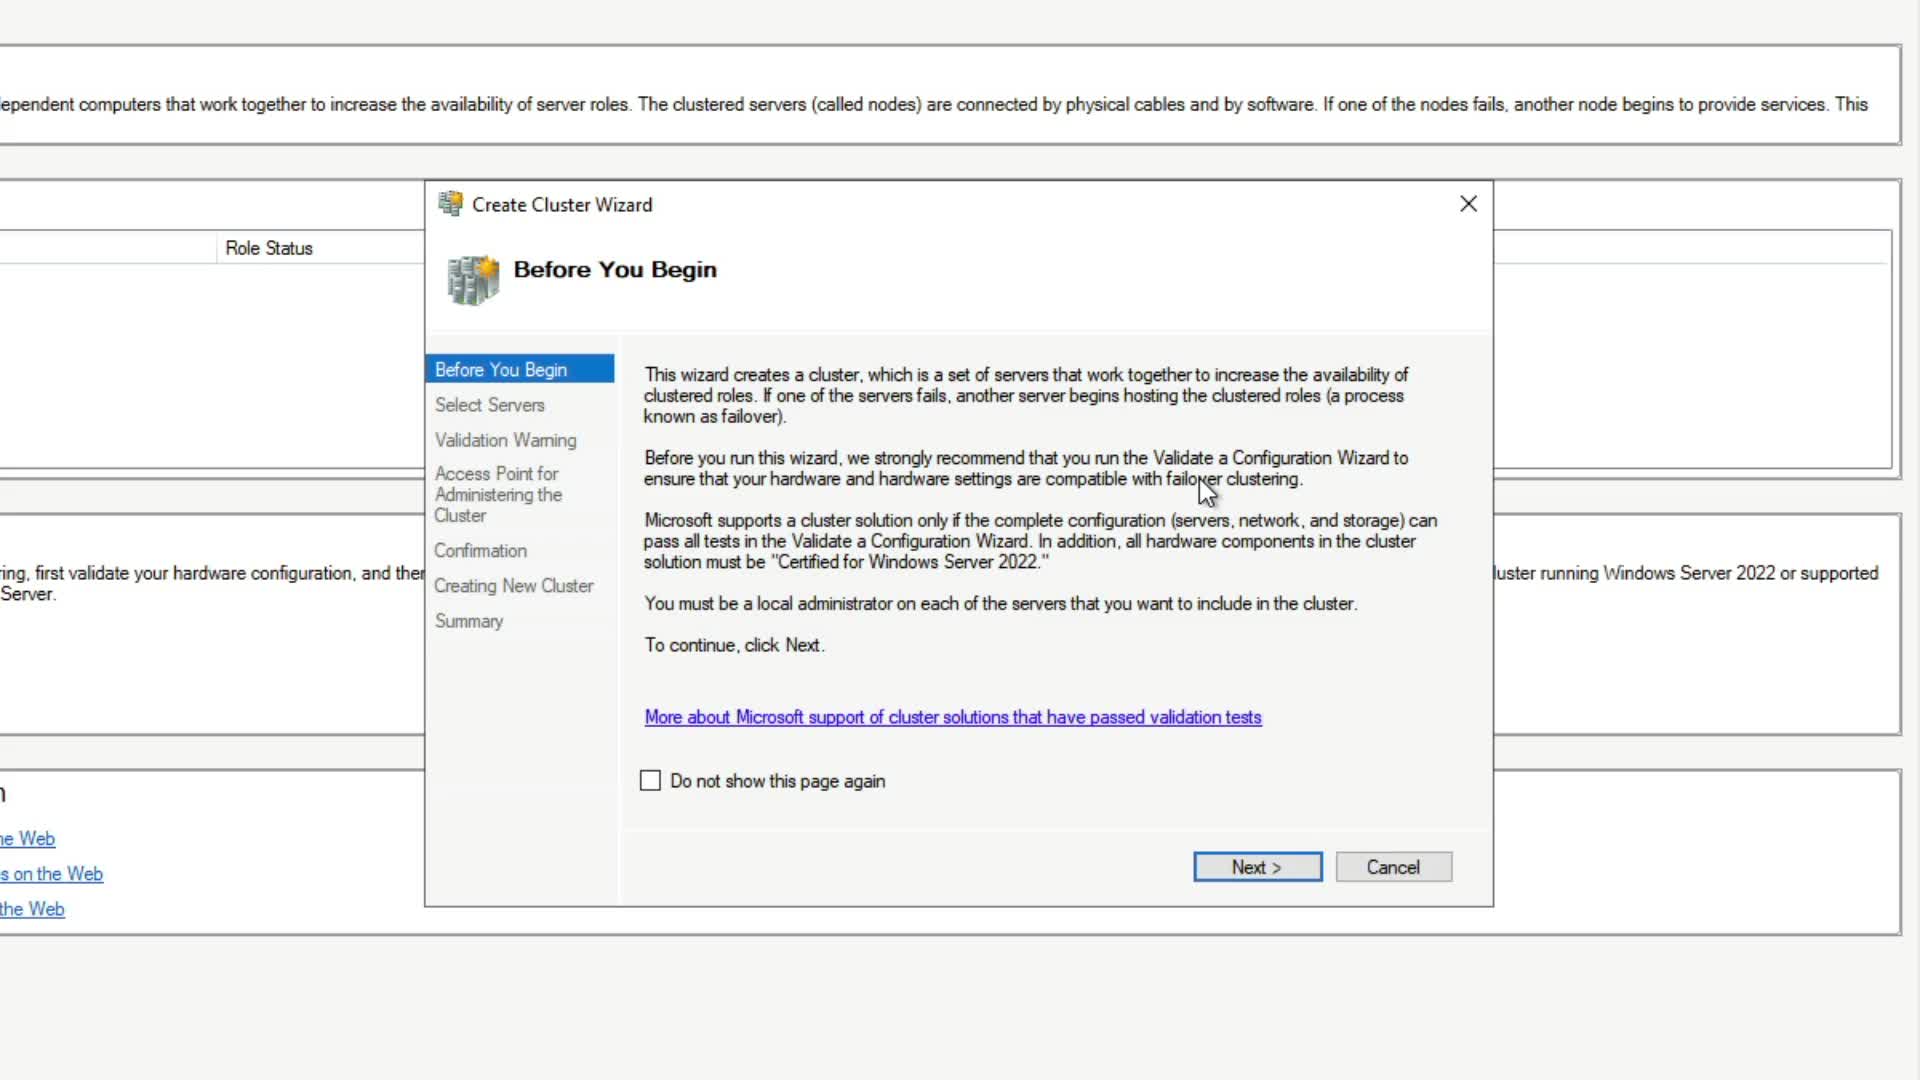 ependent computers that work together to increase the availability of server roles. The clustered servers (called nodes) are connected by physical cables and by software. If one of the nodes fails, another node begins to provide services. This
Role Status
Create Cluster Wizard
Before You Begin
Before You Begin
Select Servers
Validation Warning
Access Point for
Administering the
Cluster
Confirmation
Creating New Cluster
Summary
This wizard creates a cluster, which is a set of servers that work together to increase the availability of
clustered roles. If one of the servers fails, another server begins hosting the clustered roles (a process
known as failover).
Before you run this wizard, we strongly recommend that you run the Validate a Configuration Wizard to
ensure that your hardware and hardware settings are compatible with failover clustering.
Microsoft supports a cluster solution only if the complete configuration (servers, network, and storage) can
pass all tests in the Validate a Configuration Wizard. In addition, all hardware components in the cluster
solution must be "Certified for Windows Server 2022."
You must be a local administrator on each of the servers that you want to include in the cluster.
To continue, click Next.
More about Microsoft support of cluster solutions that have passed validation tests
Do not show this page again
Next >
Cancel
ring, first validate your hardware configuration, and then
luster running Windows Server 2022 or supported
Server.
n
he Web
s on the Web
the Web